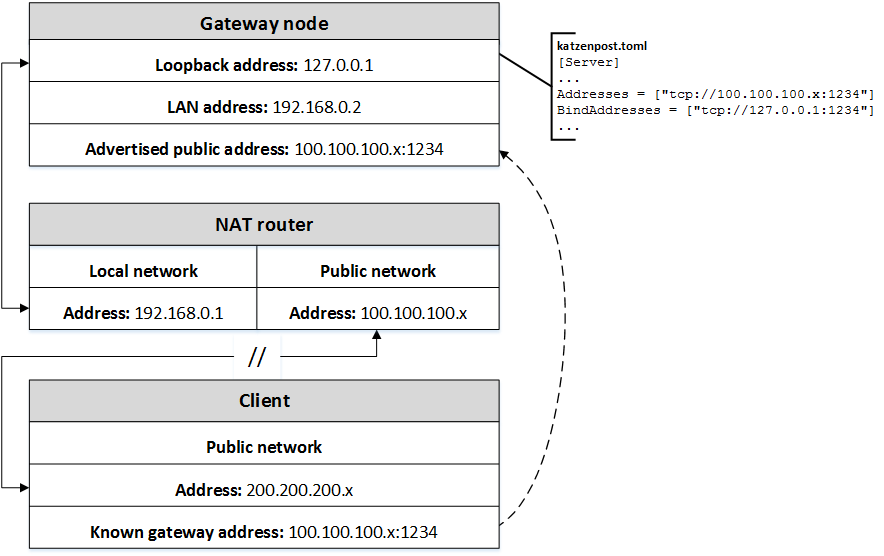 Gateway node
Loopback address: 127.0.0.1
LAN address: 192.168.0.2
Advertised public address: 100.100.100.x:1234
katzenpost.toml
[Server]
...
Addresses = ["tcp://100.100.100.x:1234"]
BindAddresses = ["tcp://127.0.0.1:1234"]
...
NAT router
Local network
Public network
Address: 192.168.0.1
Address: 100.100.100.x
//
Client
Public network
Address: 200.200.200.x
Known gateway address: 100.100.100.x:1234